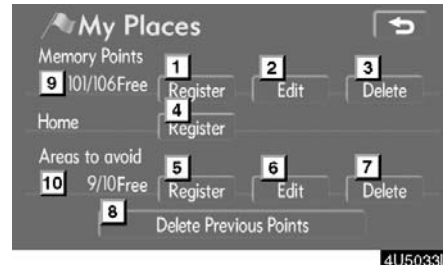 My Places
Memory Points
1 2 3
9 101/106Free Register Edit Delete
4
Home Register
Areas to avoid
5 6 7
10 9/10Free Register Edit Delete
8
Delete Previous Points
4U5033